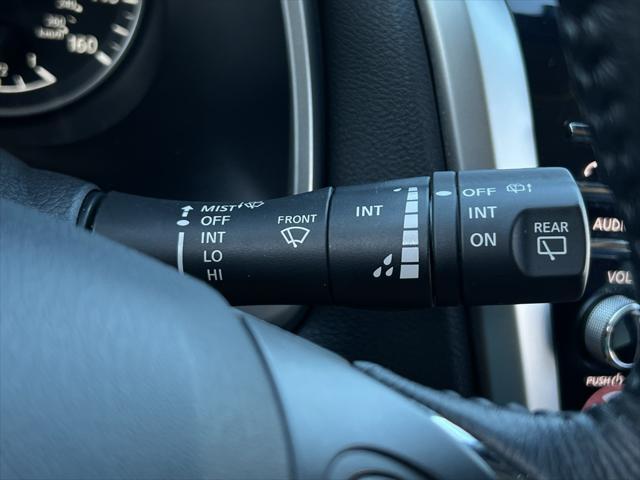 160
MIST
OFF
INT
LO
HI
FRONT
INT
OFF
INT
ON
REAR
AUDI
VOL
PUSH